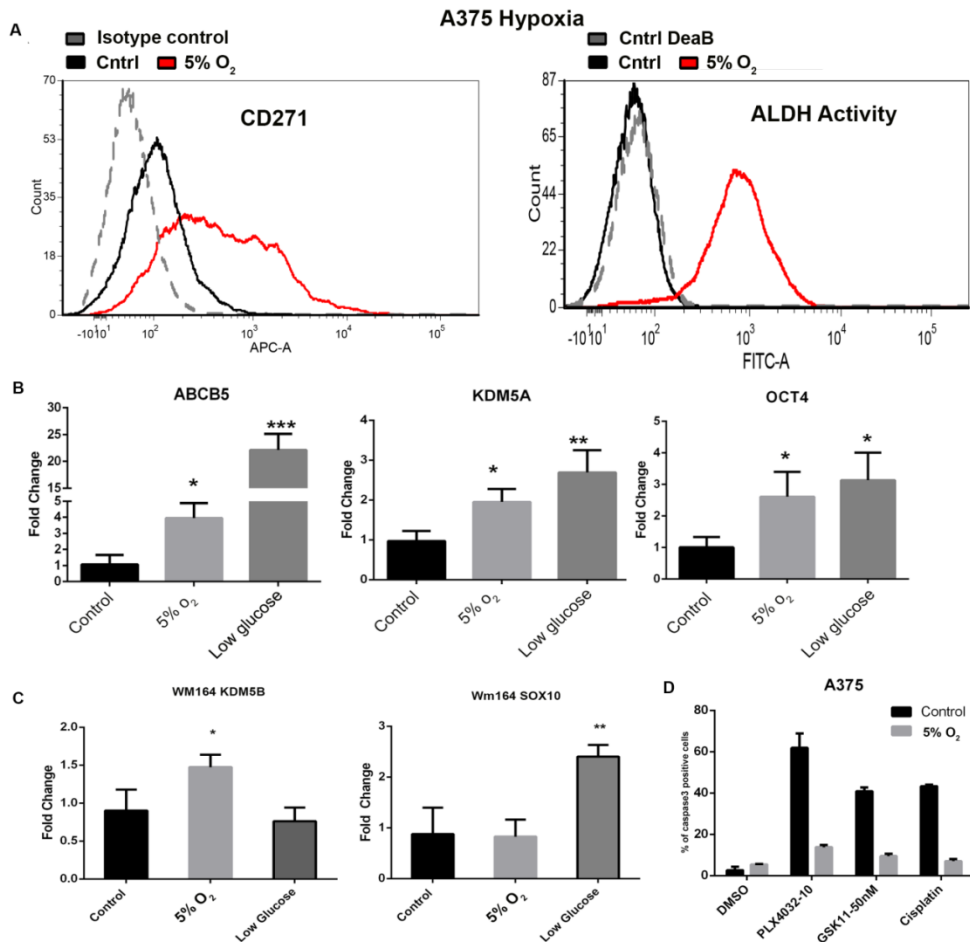 A375 Hypoxia
A
Isotype control
Cntrl 5% O2
Cntrl DeaB
Cntrl 5% O2
70
53
35
18
0
Count
CD271
-10 10¹ 10² 10³ 10⁴ 10⁵
APC-A
87
65
44
22
0
Count
ALDH Activity
-10 10¹ 10² 10³ 10⁴ 10⁵
FITC-A
B
ABCB5
Fold Change
25
20
15
10
5
4
3
2
1
0
*
***
Control
5% O2
Low glucose
KDM5A
Fold Change
4
3
2
1
0
*
**
Control
5% O2
Low glucose
OCT4
Fold Change
5
4
3
2
1
0
*
*
Control
5% O2
Low glucose
C
WM164 KDM5B
Fold Change
2.0
1.5
1.0
0.5
0.0
*
Control
5% O2
Low Glucose
Wm164 SOX10
Fold Change
3
2
1
0
**
Control
5% O2
Low Glucose
D
A375
Control
5% O2
% of caspase3 positive cells
80
60
40
20
0
DMSO
PLX4032-10
GSK11-50nM
Cisplatin